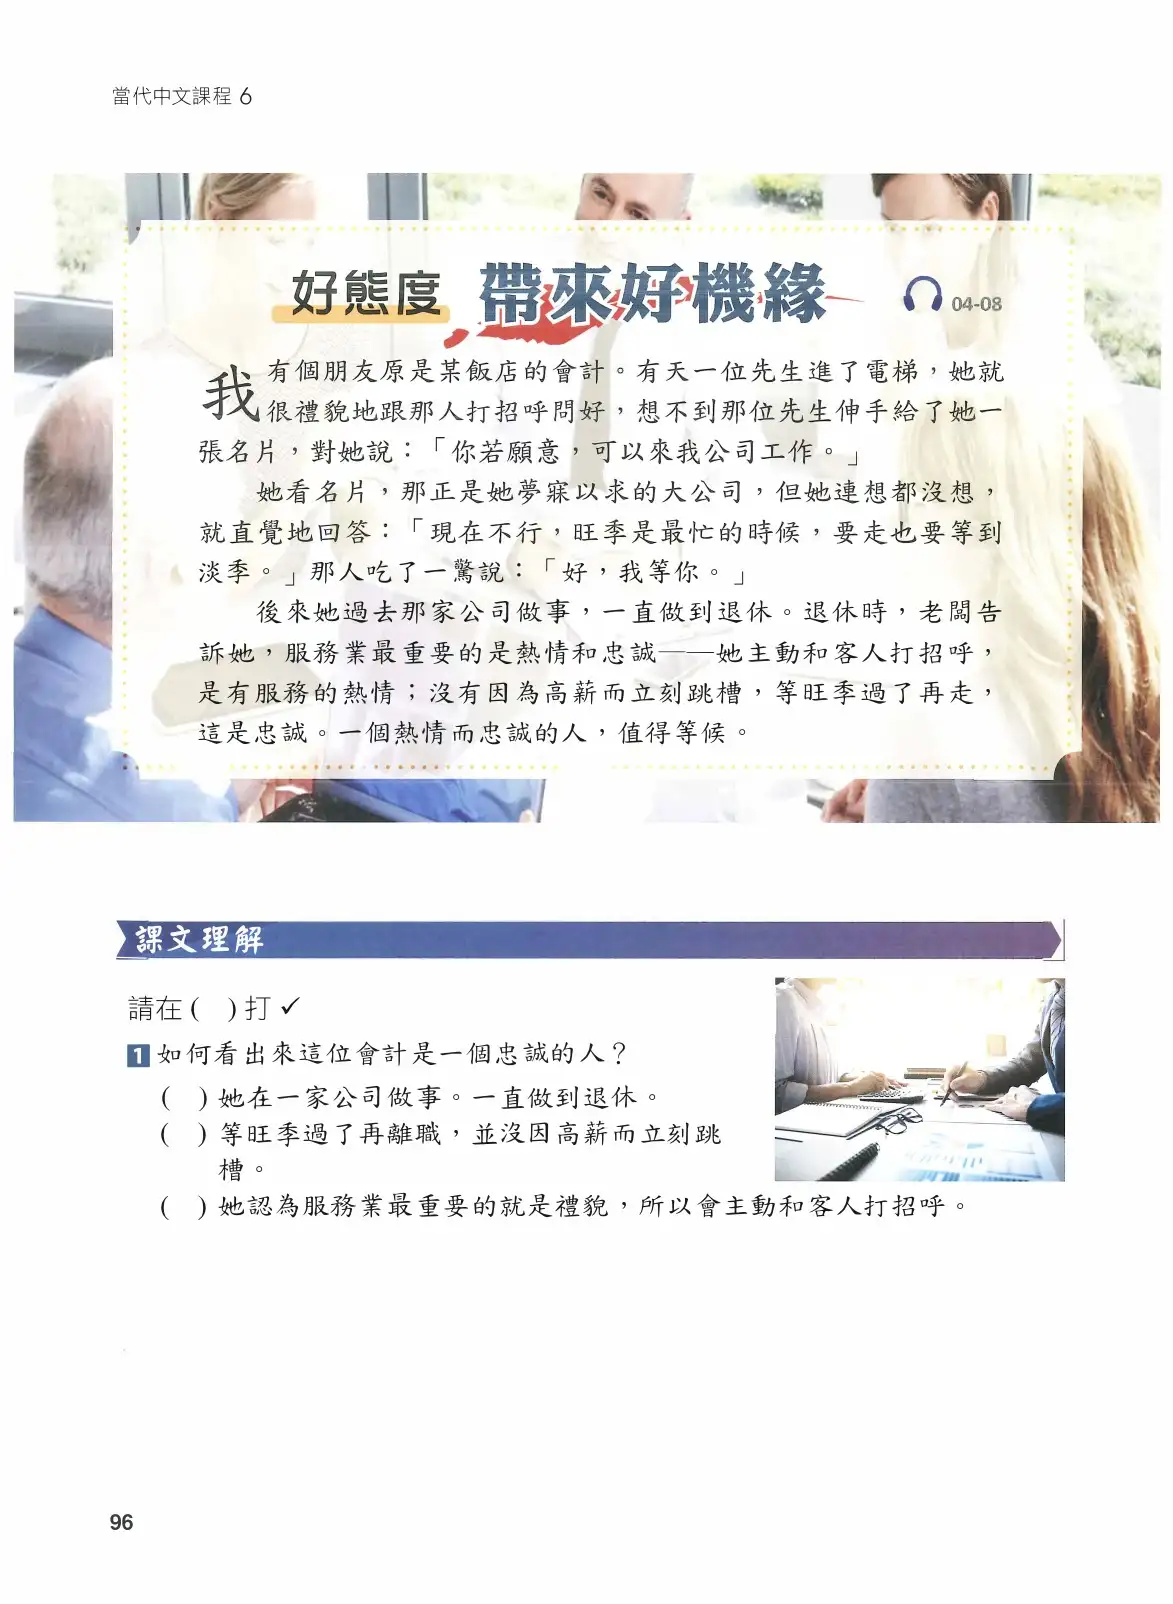 當代中文課程 6
好態度 帶來好機緣
04-08
我有個朋友原是某飯店的會計。有天一位先生進了電梯，她就
很禮貌地跟那人打招呼問好，想不到那位先生伸手給了她一
張名片，對她說：「你若願意，可以來我公司工作。」
她看名片，那正是她夢寐以求的大公司，但她連想都沒想，
就直覺地回答：「現在不行，旺季是最忙的時候，要走也要等到
淡季。」那人吃了一驚說：「好，我等你。」
後來她過去那家公司做事，一直做到退休。退休時，老闆告
訴她，服務業最重要的是熱情和忠誠——她主動和客人打招呼，
是有服務的熱情；沒有因為高薪而立刻跳槽，等旺季過了再走，
這是忠誠。一個熱情而忠誠的人，值得等候。
課文理解
請在 ( ) 打 ✓
1 如何看出來這位會計是一個忠誠的人？
( ) 她在一家公司做事。一直做到退休。
( ) 等旺季過了再離職，並沒因高薪而立刻跳
槽。
( ) 她認為服務業最重要的就是禮貌，所以會主動和客人打招呼。
96